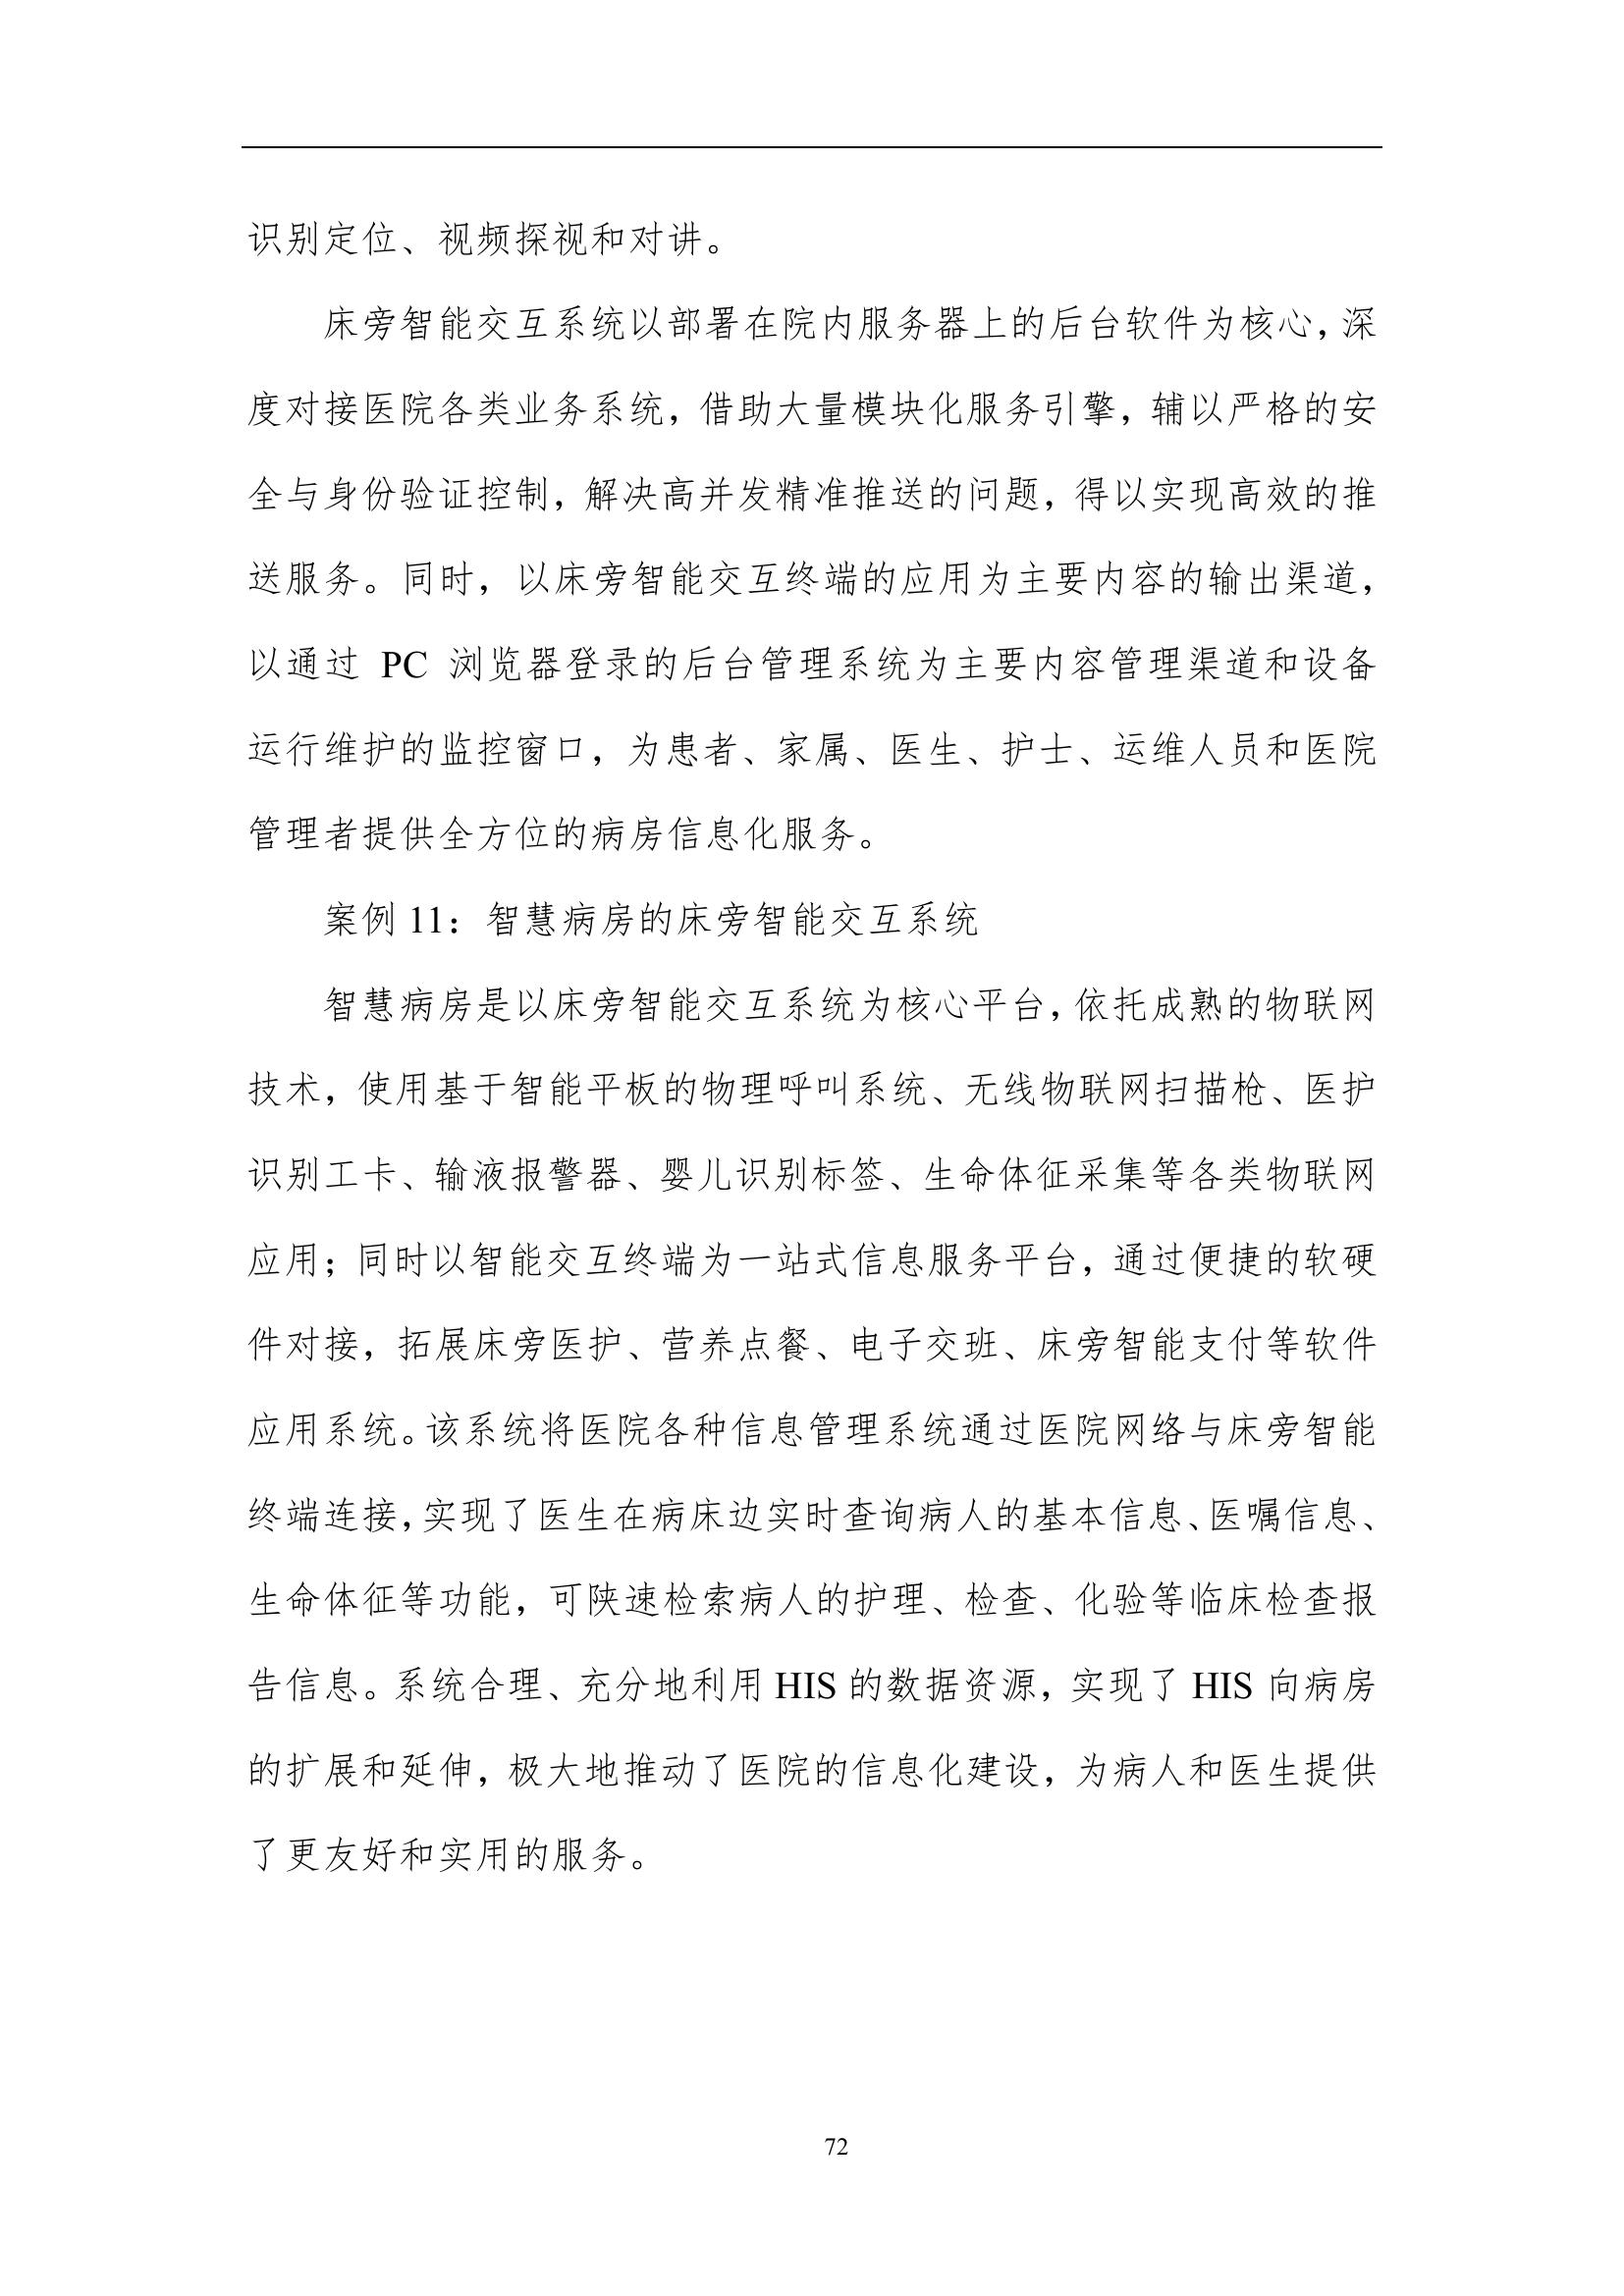 识别定位、视频探视和对讲。
床旁智能交互系统以部署在院内服务器上的后台软件为核心，深
度对接医院各类业务系统，借助大量模块化服务引擎，辅以严格的安
全与身份验证控制，解决高并发精准推送的问题，得以实现高效的推
送服务。同时，以床旁智能交互终端的应用为主要内容的输出渠道，
以通过 PC 浏览器登录的后台管理系统为主要内容管理渠道和设备
运行维护的监控窗口，为患者、家属、医生、护士、运维人员和医院
管理者提供全方位的病房信息化服务。
案例 11：智慧病房的床旁智能交互系统
智慧病房是以床旁智能交互系统为核心平台，依托成熟的物联网
技术，使用基于智能平板的物理呼叫系统、无线物联网扫描枪、医护
识别工卡、输液报警器、婴儿识别标签、生命体征采集等各类物联网
应用；同时以智能交互终端为一站式信息服务平台，通过便捷的软硬
件对接，拓展床旁医护、营养点餐、电子交班、床旁智能支付等软件
应用系统。该系统将医院各种信息管理系统通过医院网络与床旁智能
终端连接，实现了医生在病床边实时查询病人的基本信息、医嘱信息、
生命体征等功能，可陕速检索病人的护理、检查、化验等临床检查报
告信息。系统合理、充分地利用 HIS 的数据资源，实现了 HIS 向病房
的扩展和延伸，极大地推动了医院的信息化建设，为病人和医生提供
了更友好和实用的服务。
72